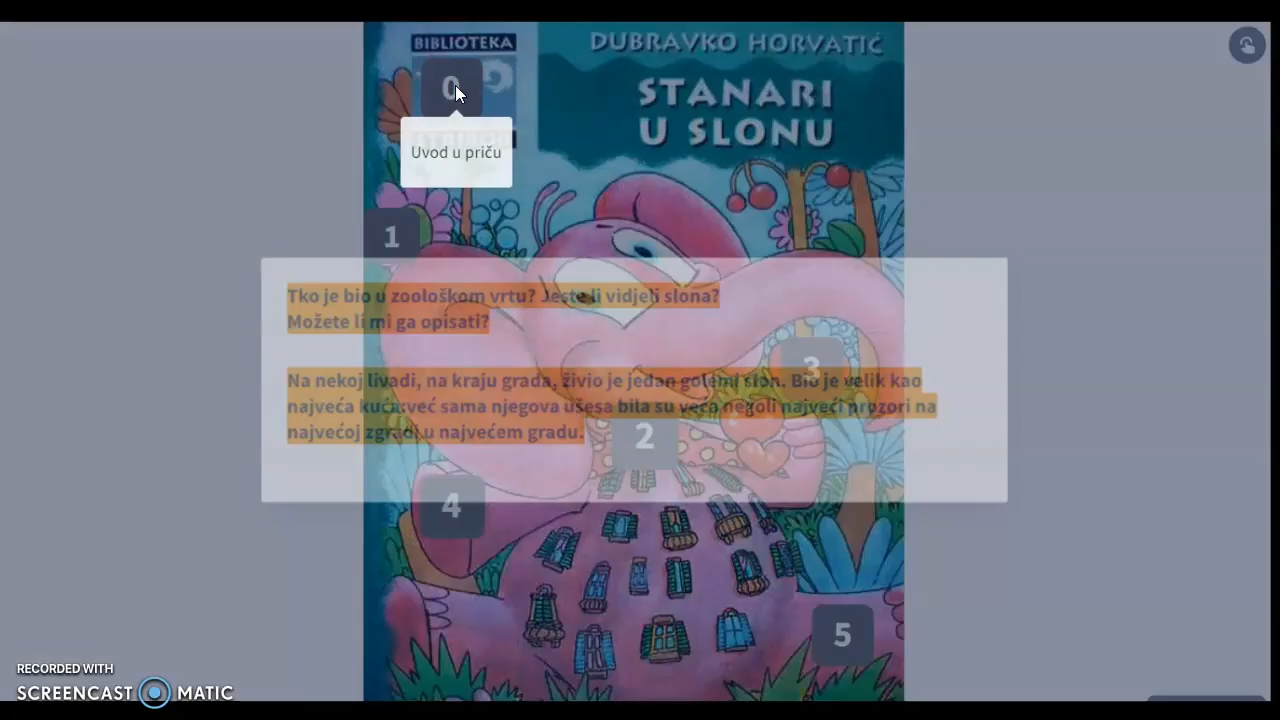 BIBLIOTEKA
DUBRAVKO HORVATIĆ
STANARI
U SLONU
0
Uvod u priču
1
Tko je bio u zoološkom vrtu? Jeste li vidjeli slona?
Možete li mi ga opisati?
Na nekoj livadi, na kraju grada, živio je jedan golemi slon. Bio je velik kao
najveća kuća:već sama njegova ušesa bila su veća negoli najveći prozori na
najvećoj zgradi u najvećem gradu.
3
2
4
5
RECORDED WITH
SCREENCAST MATIC